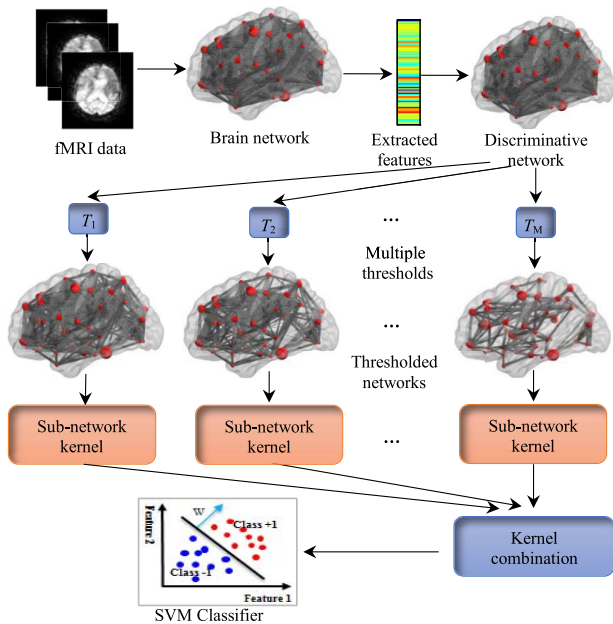 fMRI data
Brain network
Extracted
features
Discriminative
network
T1
T2
...
TM
Multiple
thresholds
...
Thresholded
networks
Sub-network
kernel
Sub-network
kernel
...
Sub-network
kernel
Feature 2
W
Class +1
Class -1
Feature 1
SVM Classifier
Kernel
combination